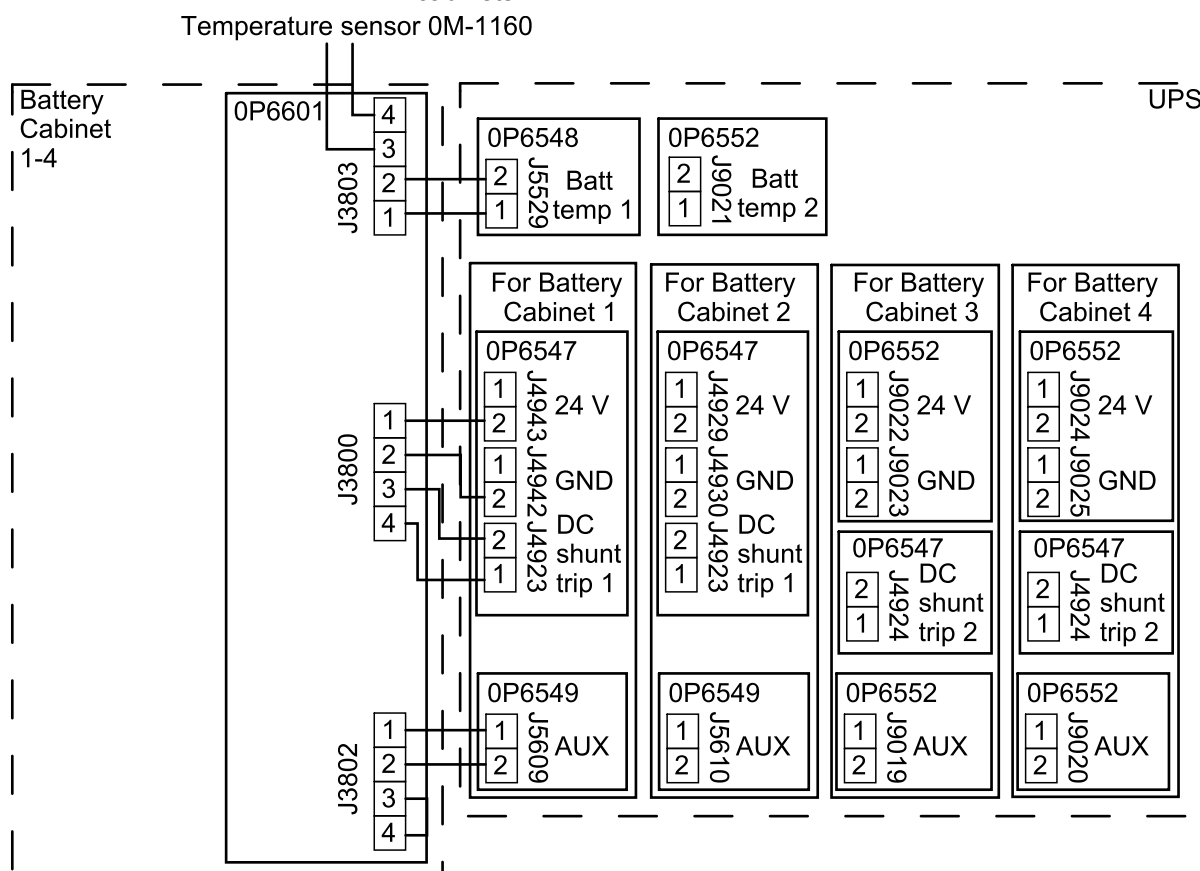 Temperature sensor 0M-1160
Battery
Cabinet
1-4
UPS
0P6601
4
3
2
1
J3803
0P6548
2
1
J5529
Batt
temp 1
0P6552
2
1
J9021
Batt
temp 2
1
2
3
4
J3800
For Battery
Cabinet 1
0P6547
1
2
J4943
24 V
1
2
J4942
GND
2
1
J4923
DC
shunt
trip 1
For Battery
Cabinet 2
0P6547
1
2
J4929
24 V
1
2
J4930
GND
2
1
J4923
DC
shunt
trip 1
For Battery
Cabinet 3
0P6552
1
2
J9022
24 V
1
2
J9023
GND
0P6547
2
1
J4924
DC
shunt
trip 2
For Battery
Cabinet 4
0P6552
1
2
J9024
24 V
1
2
J9025
GND
0P6547
2
1
J4924
DC
shunt
trip 2
1
2
3
4
J3802
0P6549
1
2
J5609
AUX
0P6549
1
2
J5610
AUX
0P6552
1
2
J9019
AUX
0P6552
1
2
J9020
AUX